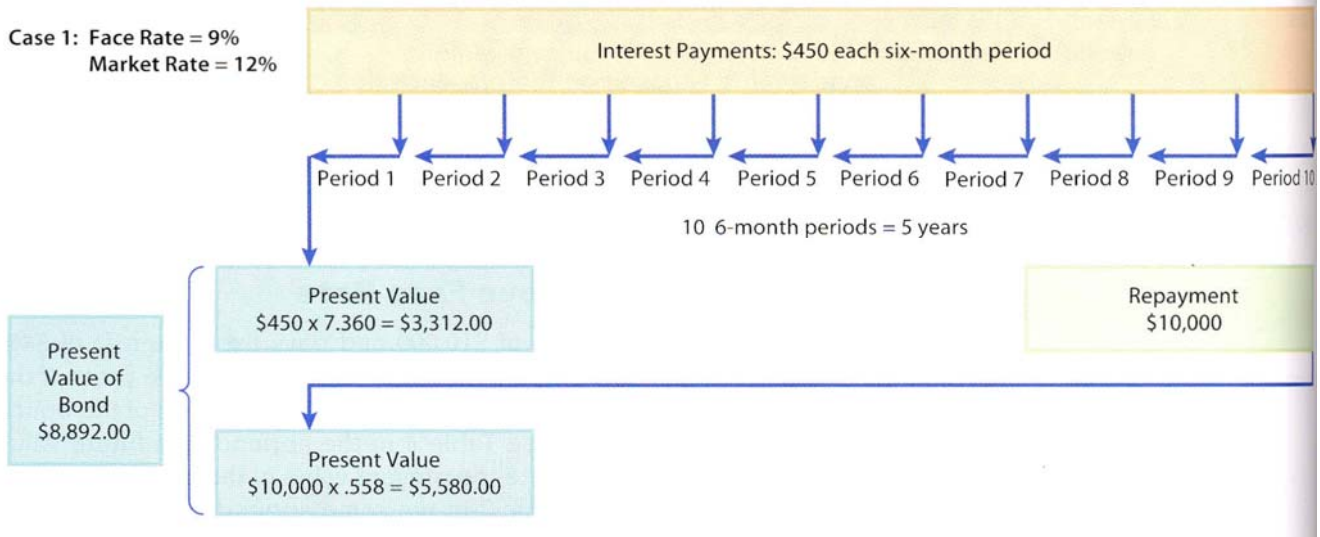 Case 1: Face Rate = 9%
Market Rate = 12%
Interest Payments: $450 each six-month period
Period 1 Period 2 Period 3 Period 4 Period 5 Period 6 Period 7 Period 8 Period 9 Period 10
10 6-month periods = 5 years
Present Value
$450 x 7.360 = $3,312.00
Repayment
$10,000
Present
Value of
Bond
$8,892.00
Present Value
$10,000 x .558 = $5,580.00